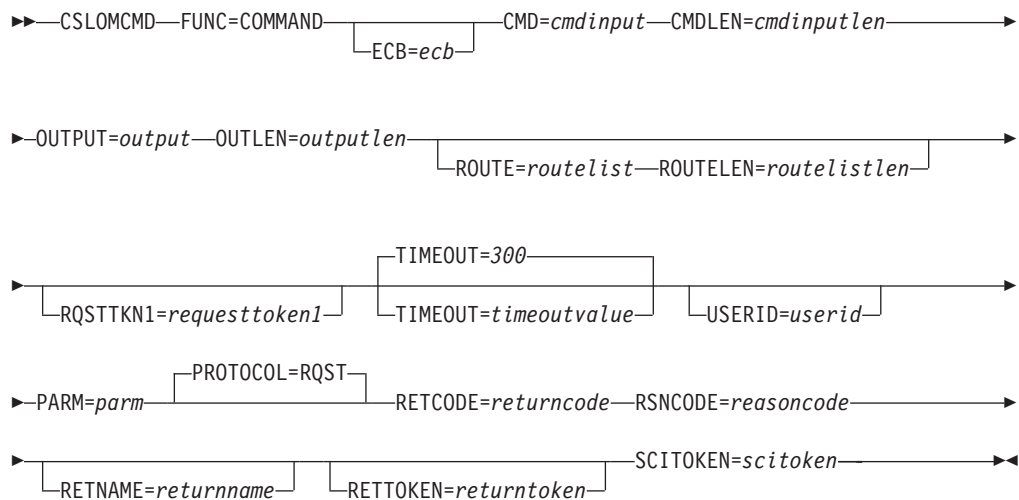 CSLOMCMD FUNC=COMMAND CMD=cmdinput CMDLEN=cmdinputlen
ECB=ecb
OUTPUT=output OUTLEN=outputlen
ROUTE=routelist ROUTELEN=routelistlen
TIMEOUT=300
RQSTTKN1=requesttoken1 TIMEOUT=timeoutvalue USERID=userid
PROTOCOL=RQST
PARM=parm RETCODE=returncode RSNCODE=reasoncode
SCITOKEN=scitoken
RETNAME=returnname RETTOKEN=returntoken